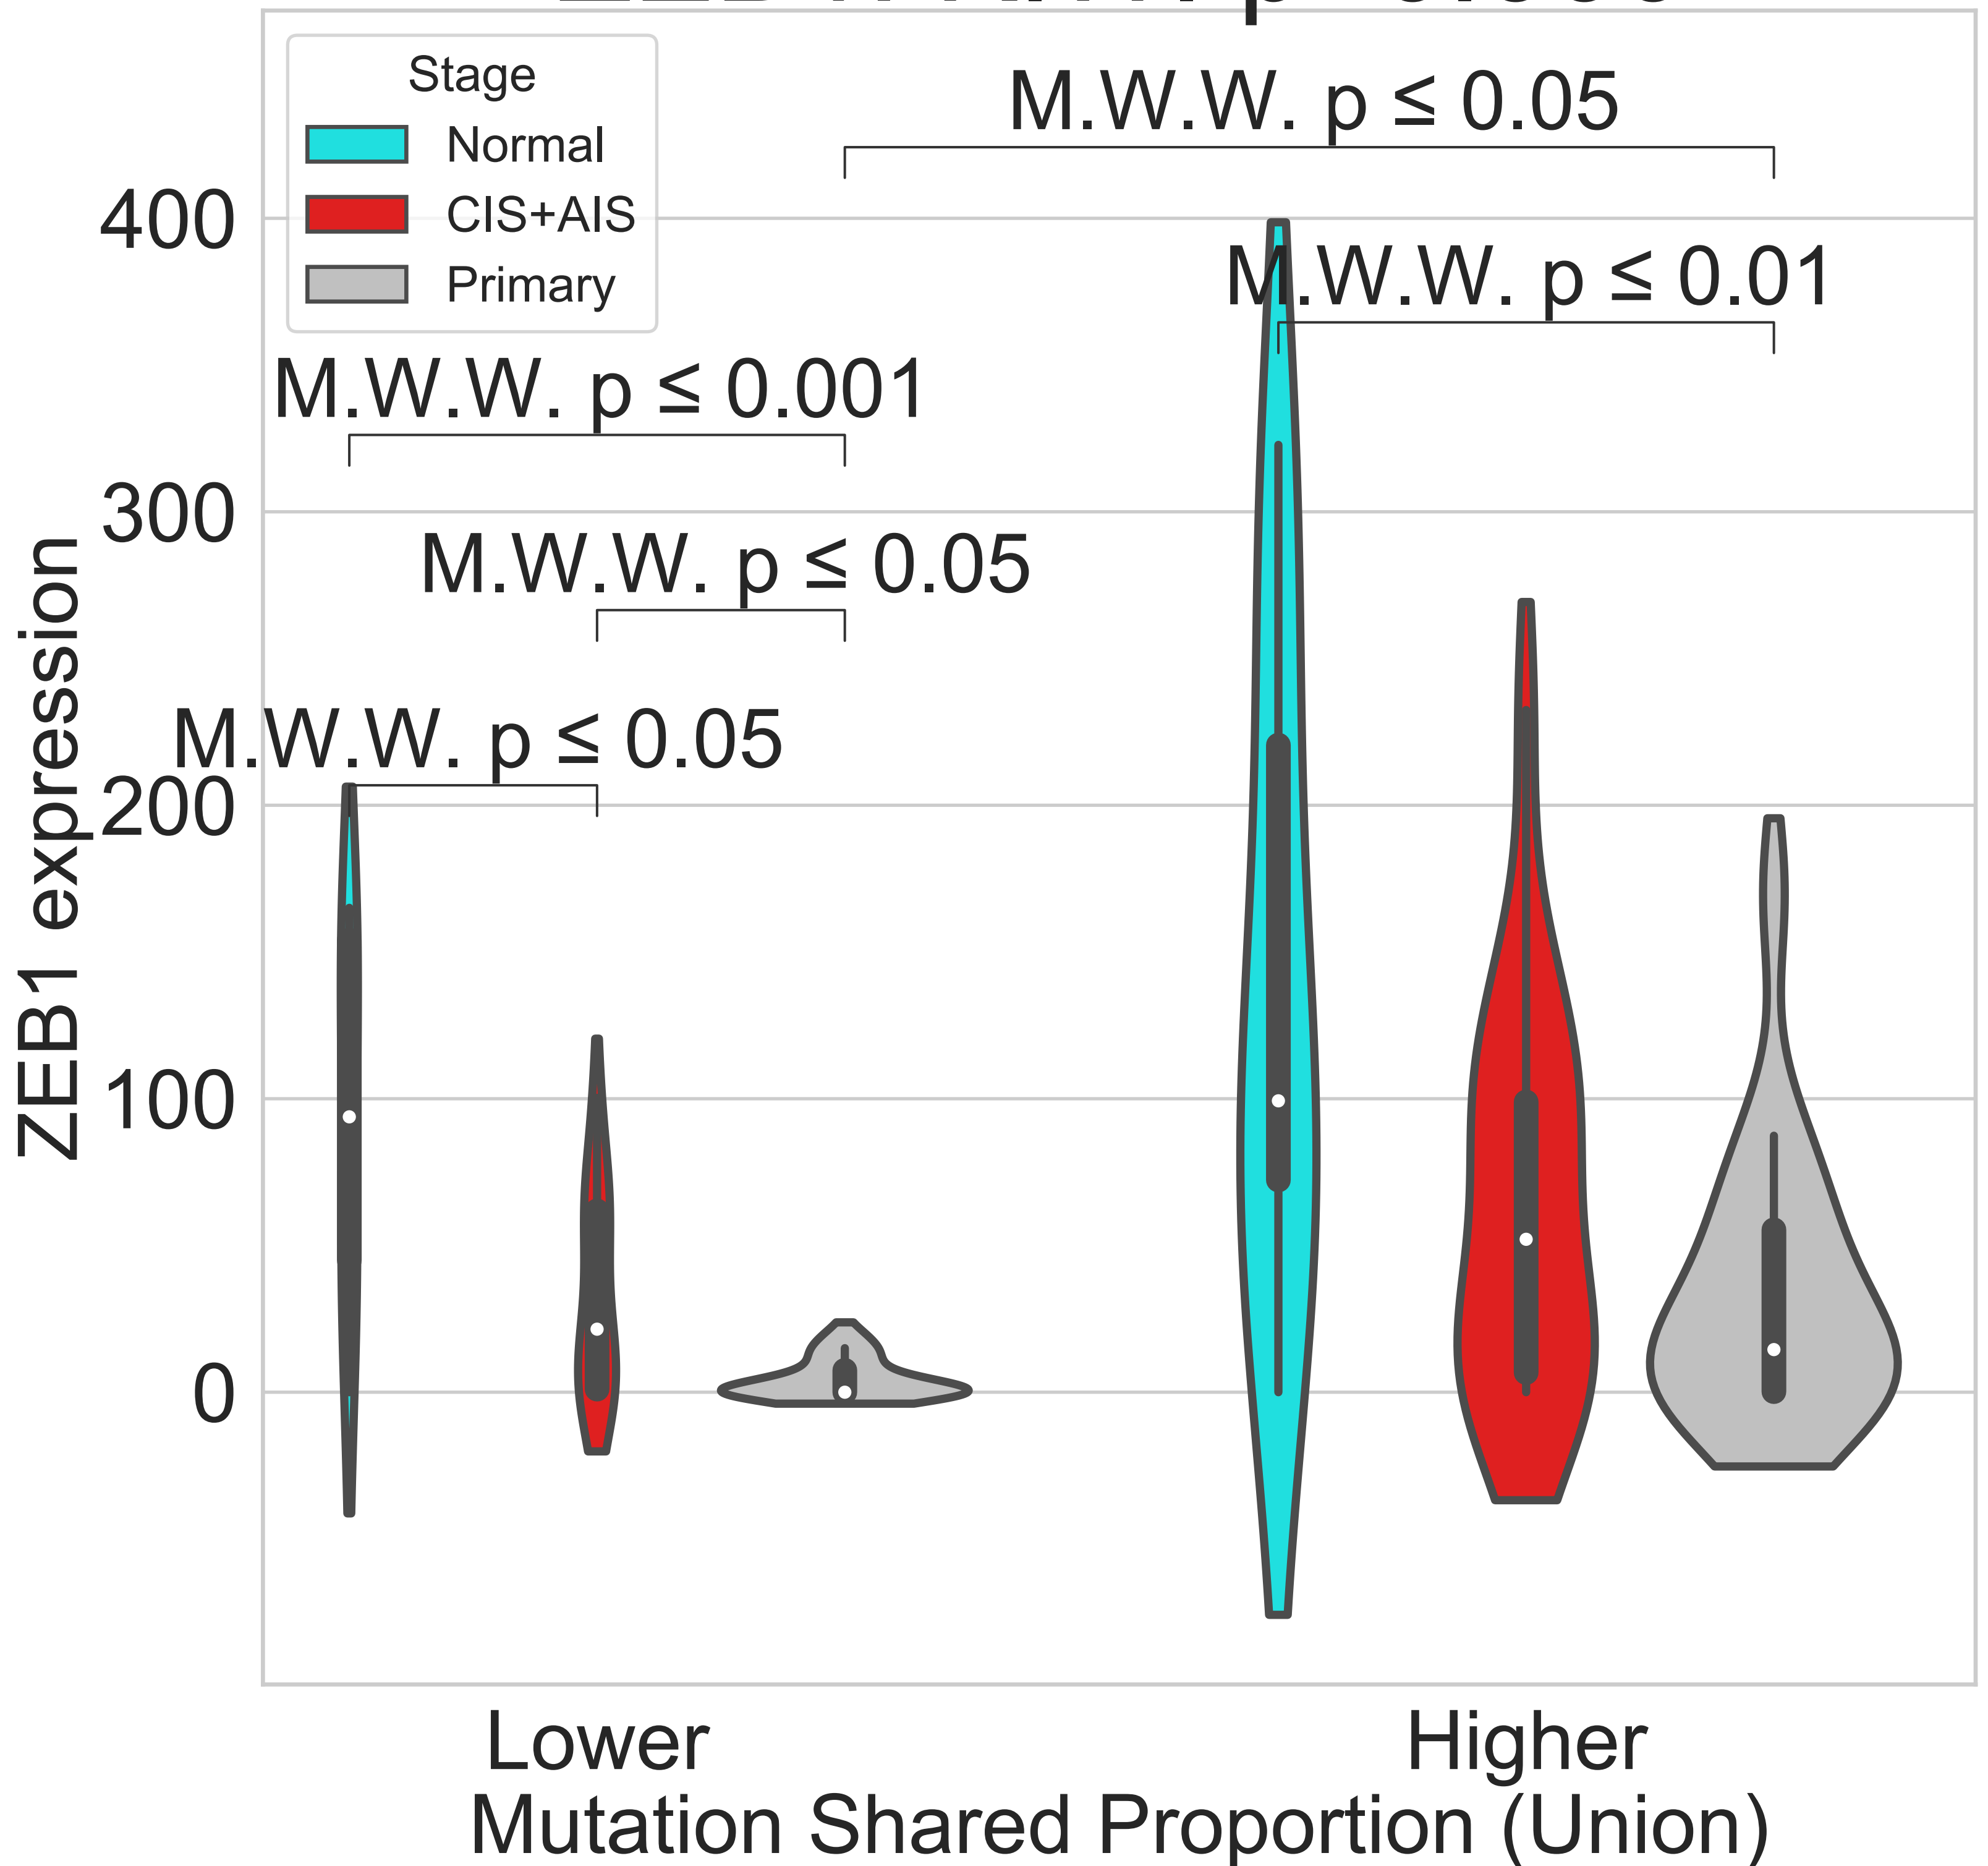 Stage
Normal
CIS+AIS
Primary
M.W.W. p ≤ 0.05
M.W.W. p ≤ 0.01
M.W.W. p ≤ 0.001
M.W.W. p ≤ 0.05
M.W.W. p ≤ 0.05
400
300
200
100
0
ZEB1 expression
Lower
Higher
Mutation Shared Proportion (Union)